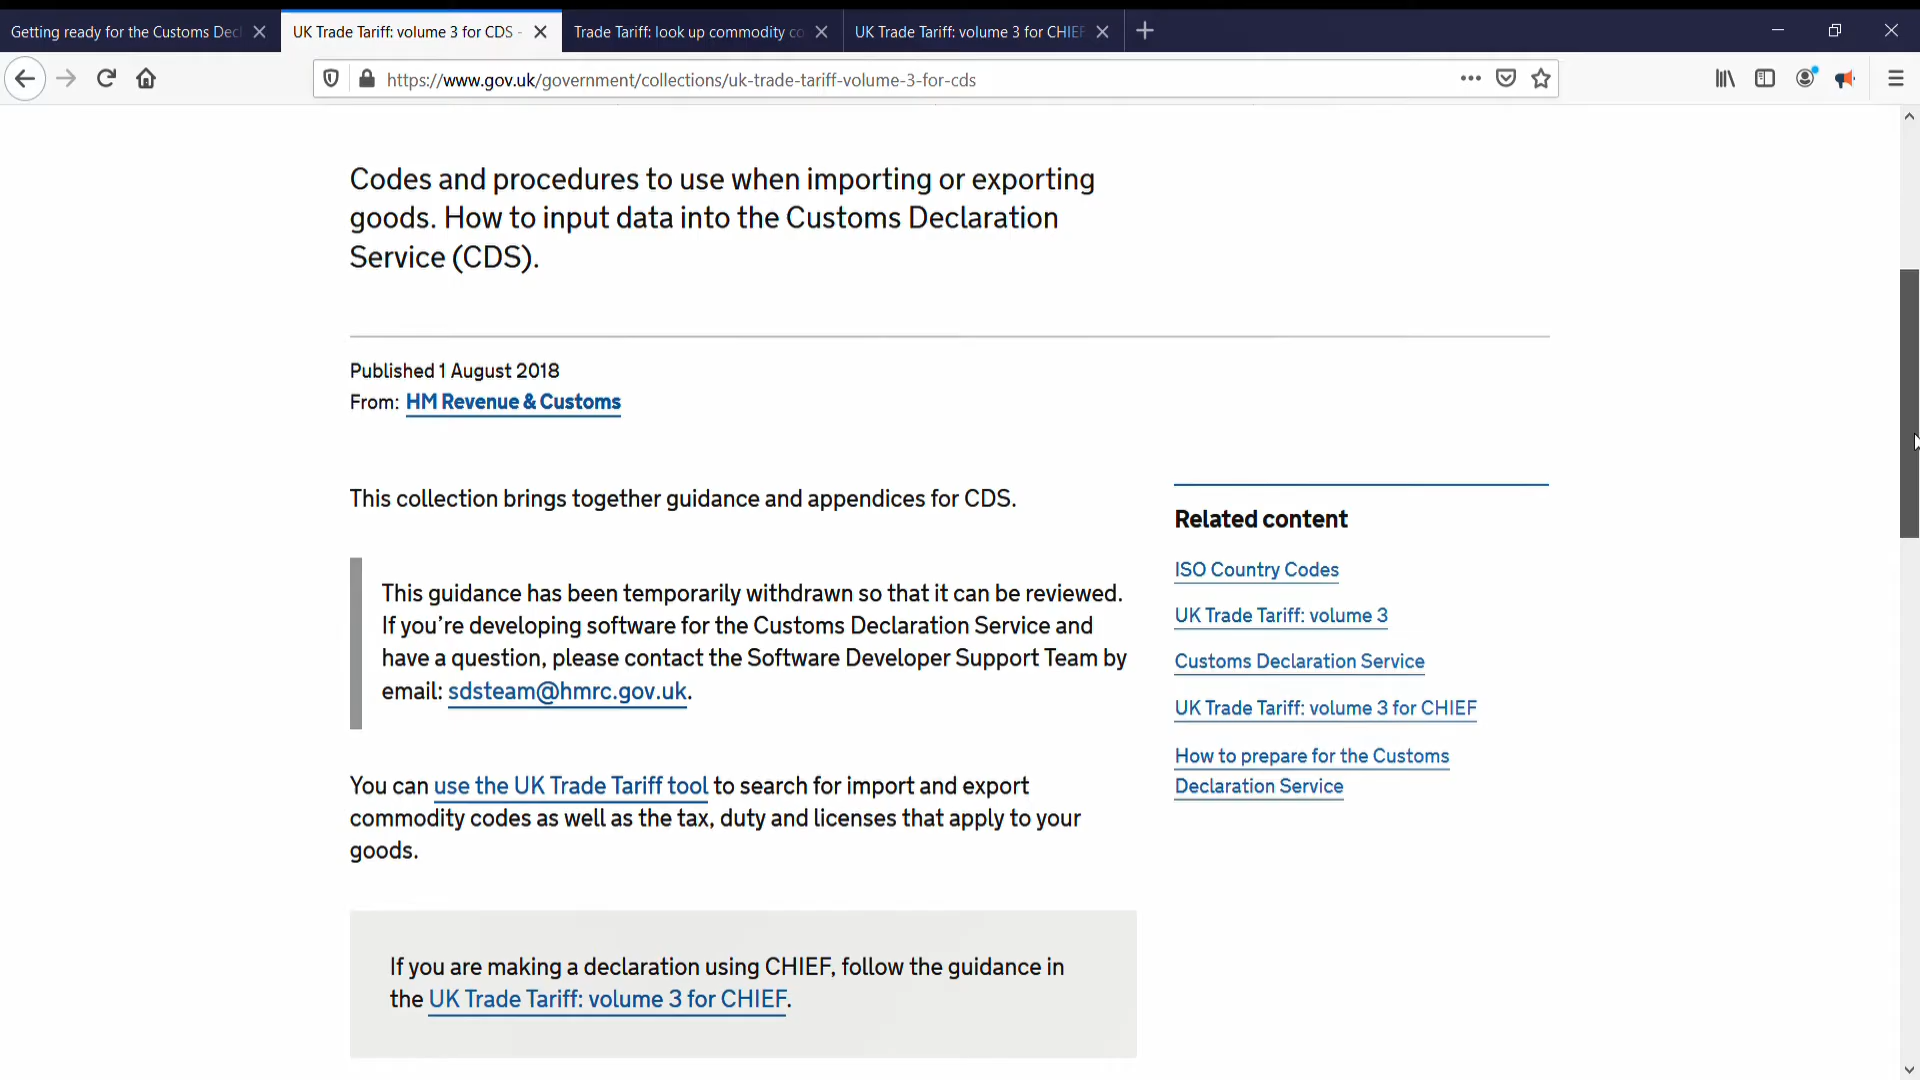 Getting ready for the Customs Decl
UK Trade Tariff: volume 3 for CDS -
Trade Tariff: look up commodity co
UK Trade Tariff: volume 3 for CHIEF
https://www.gov.uk/government/collections/uk-trade-tariff-volume-3-for-cds
Codes and procedures to use when importing or exporting
goods. How to input data into the Customs Declaration
Service (CDS).
Published 1 August 2018
From: HM Revenue & Customs
This collection brings together guidance and appendices for CDS.
This guidance has been temporarily withdrawn so that it can be reviewed.
If you’re developing software for the Customs Declaration Service and
have a question, please contact the Software Developer Support Team by
email: sdsteam@hmrc.gov.uk.
You can use the UK Trade Tariff tool to search for import and export
commodity codes as well as the tax, duty and licenses that apply to your
goods.
If you are making a declaration using CHIEF, follow the guidance in
the UK Trade Tariff: volume 3 for CHIEF.
Related content
ISO Country Codes
UK Trade Tariff: volume 3
Customs Declaration Service
UK Trade Tariff: volume 3 for CHIEF
How to prepare for the Customs
Declaration Service